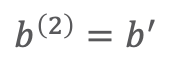 b⁽²⁾ = b′